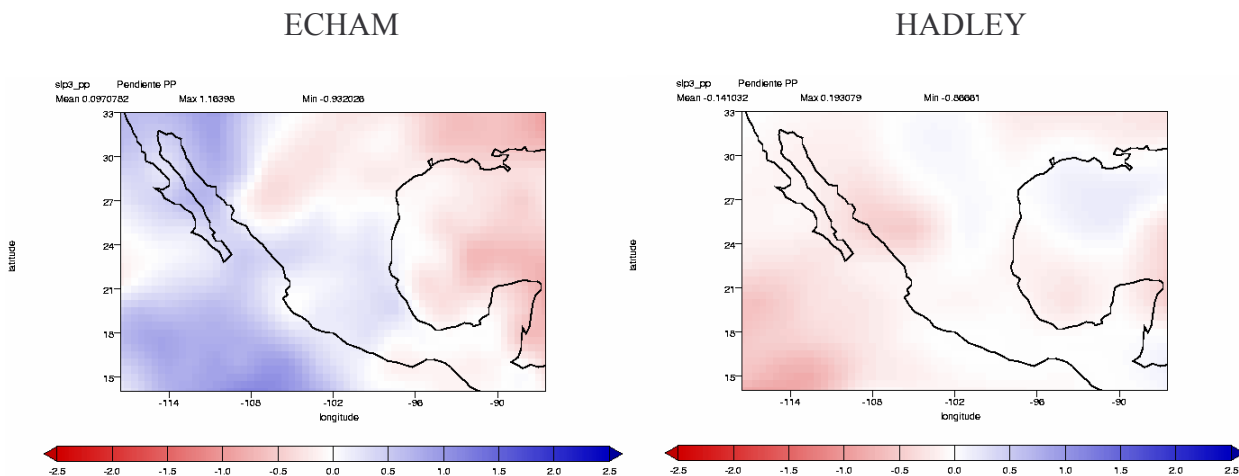 ECHAM
HADLEY
slp3_pp Pendiente PP
Mean 0.0970782 Max 1.16398 Min -0.932026
33
30
27
24
21
18
15
latitude
-114 -108 -102 -96 -90
longitude
-2.5 -2.0 -1.5 -1.0 -0.5 0.0 0.5 1.0 1.5 2.0 2.5
slp3_pp Pendiente PP
Mean -0.141032 Max 0.193079 Min -0.86661
33
30
27
24
21
18
15
latitude
-114 -108 -102 -96 -90
longitude
-2.5 -2.0 -1.5 -1.0 -0.5 0.0 0.5 1.0 1.5 2.0 2.5